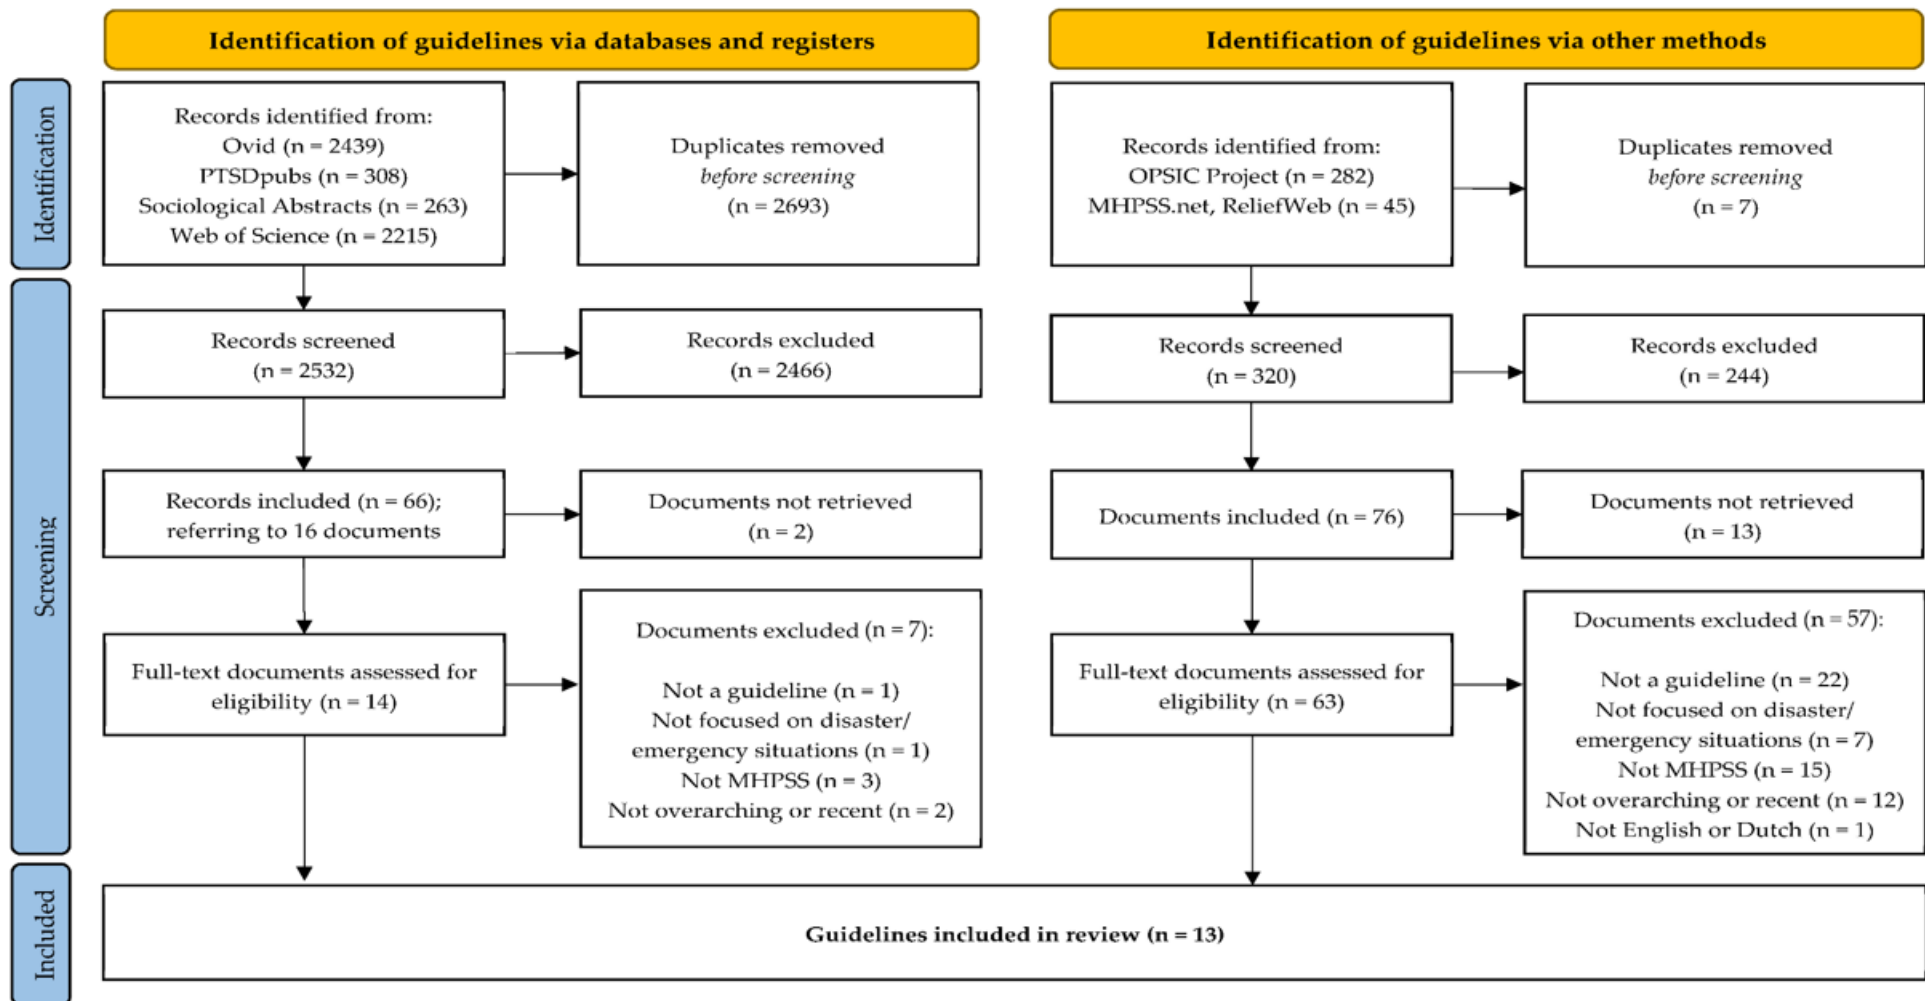 Identification of guidelines via databases and registers
Identification of guidelines via other methods
Identification
Records identified from:
Ovid (n = 2439)
PTSDpubs (n = 308)
Sociological Abstracts (n = 263)
Web of Science (n = 2215)
Duplicates removed
before screening
(n = 2693)
Records identified from:
OPSIC Project (n = 282)
MHPSS.net, ReliefWeb (n = 45)
Duplicates removed
before screening
(n = 7)
Screening
Records screened
(n = 2532)
Records excluded
(n = 2466)
Records screened
(n = 320)
Records excluded
(n = 244)
Records included (n = 66);
referring to 16 documents
Documents not retrieved
(n = 2)
Documents included (n = 76)
Documents not retrieved
(n = 13)
Full-text documents assessed for
eligibility (n = 14)
Documents excluded (n = 7):
Not a guideline (n = 1)
Not focused on disaster/
emergency situations (n = 1)
Not MHPSS (n = 3)
Not overarching or recent (n = 2)
Full-text documents assessed for
eligibility (n = 63)
Documents excluded (n = 57):
Not a guideline (n = 22)
Not focused on disaster/
emergency situations (n = 7)
Not MHPSS (n = 15)
Not overarching or recent (n = 12)
Not English or Dutch (n = 1)
Included
Guidelines included in review (n = 13)